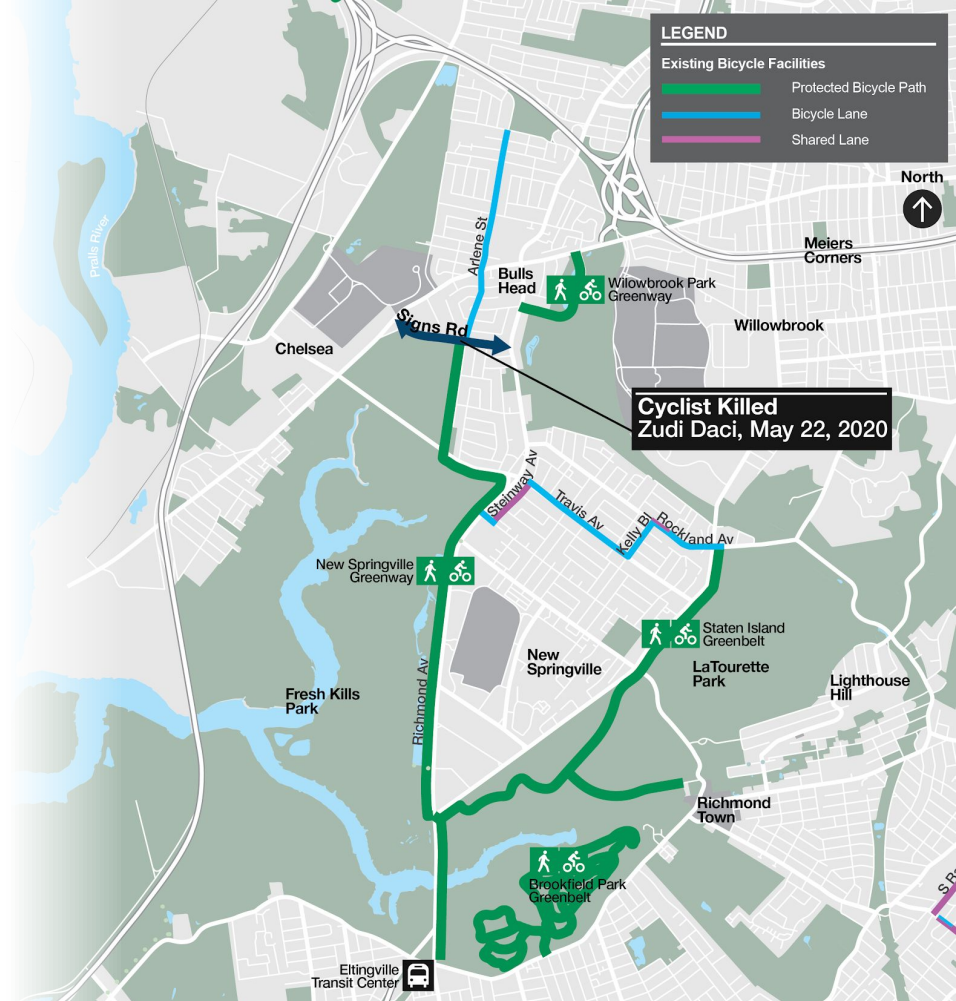 LEGEND
Existing Bicycle Facilities
Protected Bicycle Path
Bicycle Lane
Shared Lane
North
Pralls River
Meiers
Corners
Arlene St
Bulls
Head
Wilowbrook Park
Greenway
Signs Rd
Willowbrook
Chelsea
Cyclist Killed
Zudi Daci, May 22, 2020
Steinway Av
Travis Av
Kelly Bl
Rockland Av
New Springville
Greenway
Staten Island
Greenbelt
New
Springville
LaTourette
Park
Lighthouse
Hill
Richmond Av
Fresh Kills
Park
Richmond
Town
Brookfield Park
Greenbelt
Eltingville
Transit Center